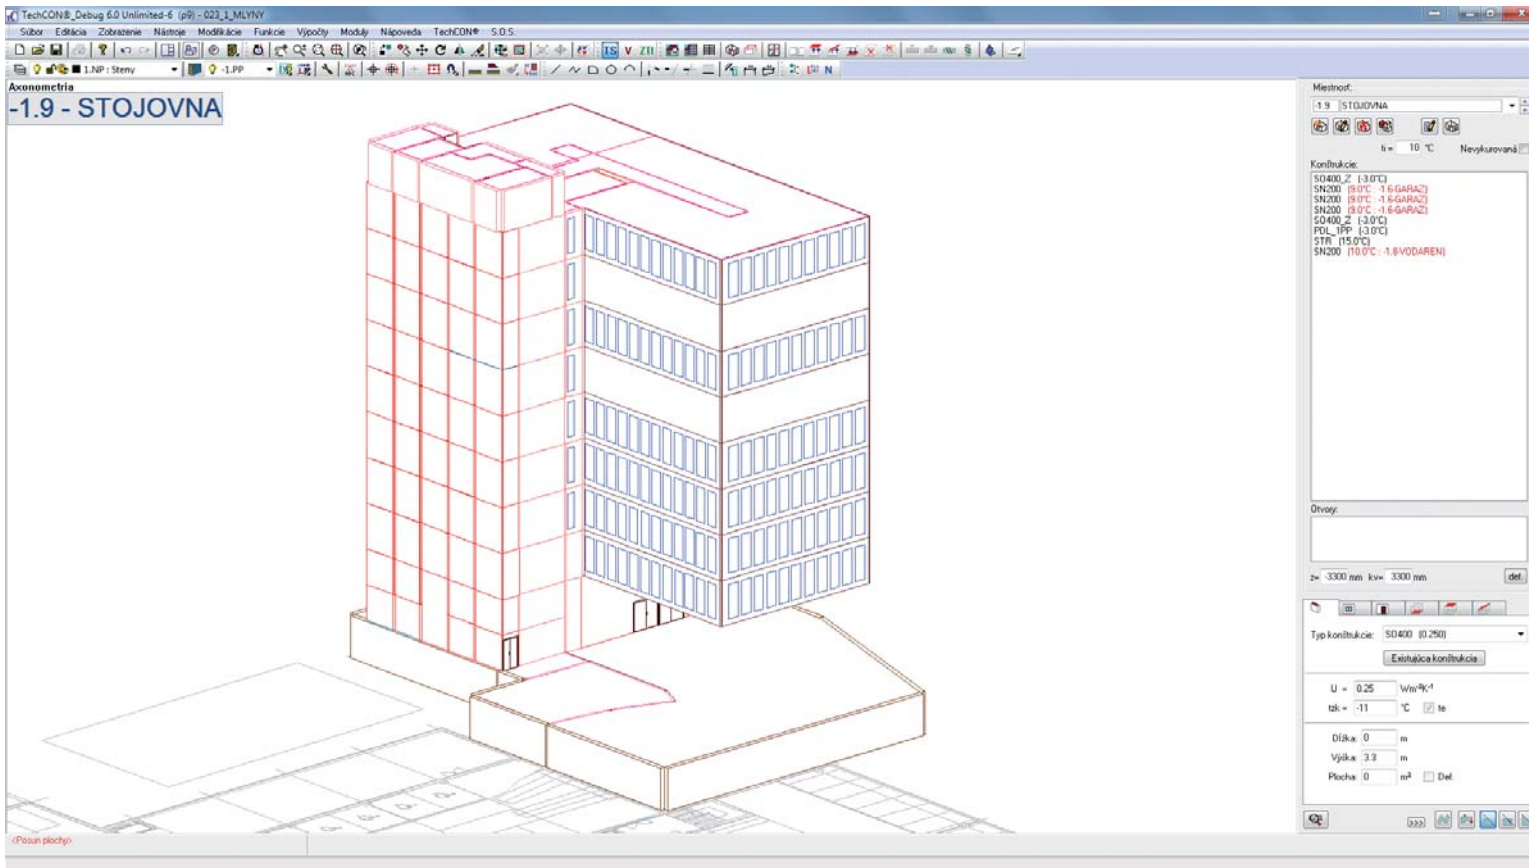 TechCON®_Debug 6.0 Unlimited-6 (p9) - 023_1_MLYNY
Súbor Editácia Zobrazenie Nástroje Modifikácie Funkcie Výpočty Moduly Nápoveda TechCON® S.O.S.
TS V ZTI
1.NP : Steny -1.PP
N
Axonometria
-1.9 - STOJOVNA
Miestnosť:
-1.9 STOJOVNA
ti = 10 °C Nevykurovaná
Konštrukcie:
SO400_Z (-3.0°C)
SN200 (9.0°C : -1.6-GARAZ)
SN200 (9.0°C : -1.6-GARAZ)
SN200 (9.0°C : -1.6-GARAZ)
SO400_Z (-3.0°C)
PDL_1PP (-3.0°C)
STR (15.0°C)
SN200 (10.0°C : -1.8-VODAREN)
Otvory:
z= -3300 mm kv= 3300 mm def.
Typ konštrukcie: SO400 (0.250)
Existujúca konštrukcia
U = 0.25 Wm-²K-¹
tzk = -11 °C te
Dĺžka: 0 m
Výška: 3.3 m
Plocha: 0 m² Def.
>>>
<Posun plochy>